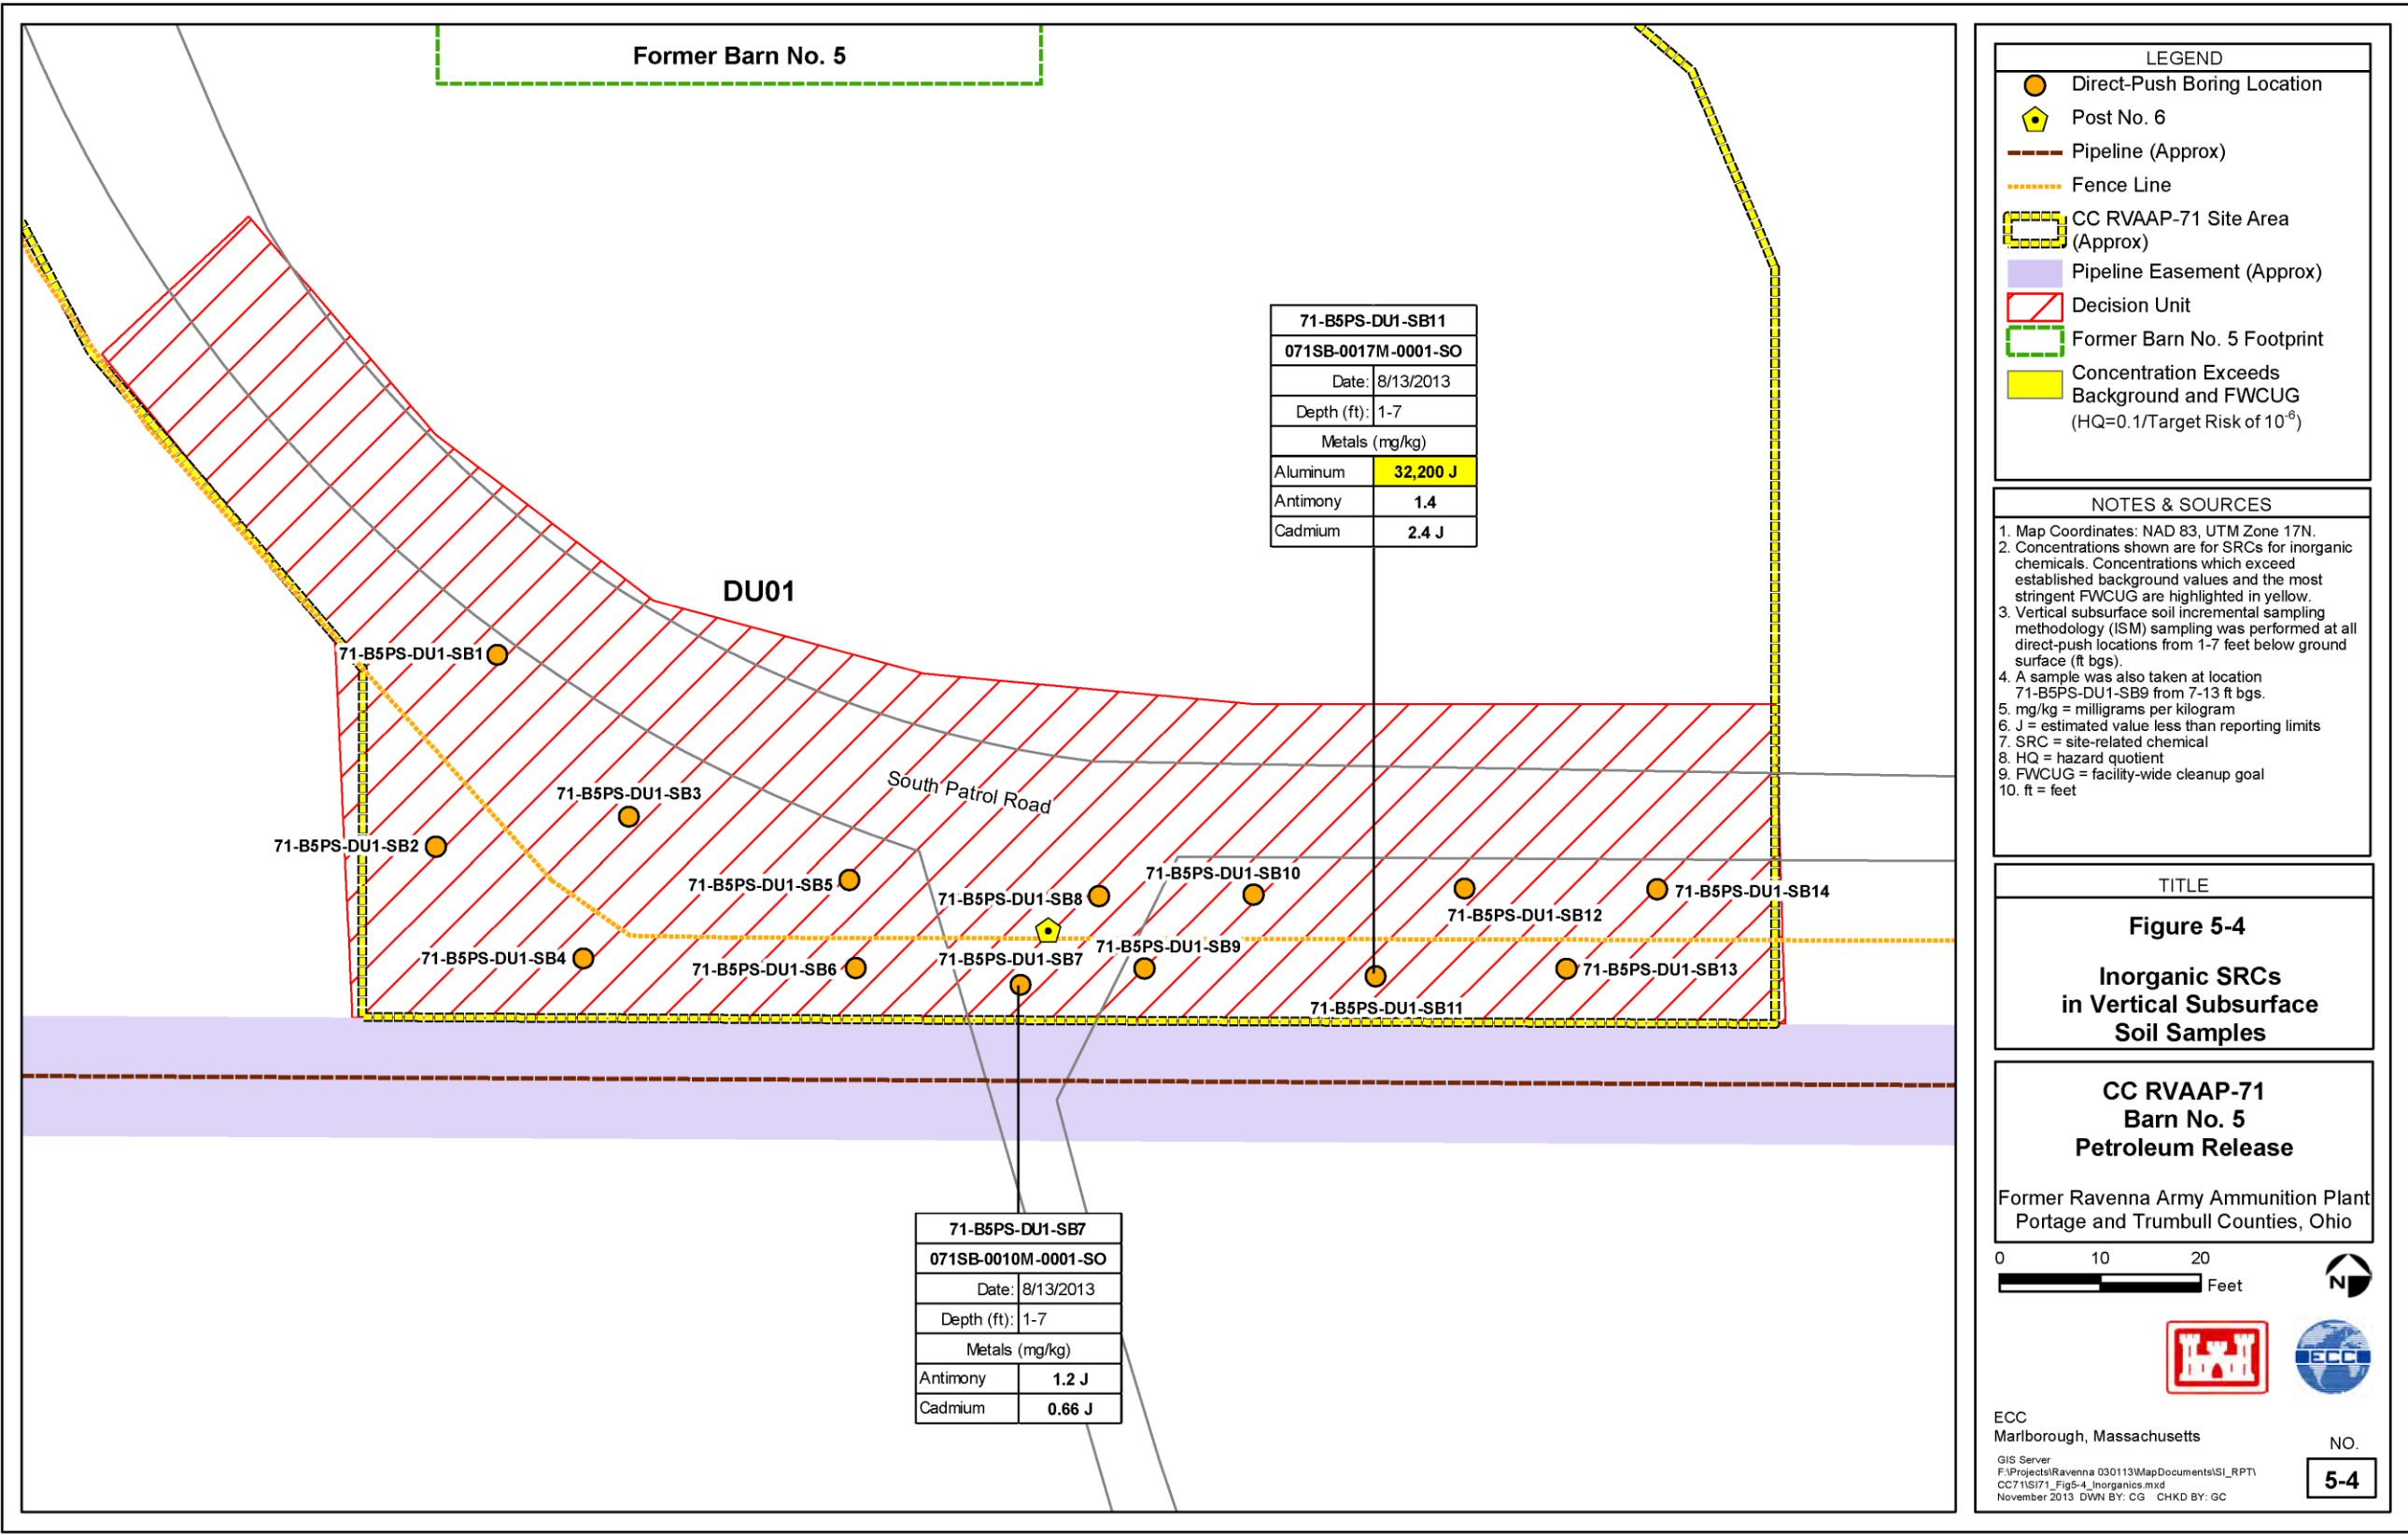 Former Barn No. 5
71-B5PS-DU1-SB11
071SB-0017M-0001-SO
Date: 8/13/2013
Depth (ft): 1-7
Metals (mg/kg)
Aluminum 32,200 J
Antimony 1.4
Cadmium 2.4 J
DU01
71-B5PS-DU1-SB1
South Patrol Road
71-B5PS-DU1-SB3
71-B5PS-DU1-SB2
71-B5PS-DU1-SB5
71-B5PS-DU1-SB8
71-B5PS-DU1-SB10
71-B5PS-DU1-SB12
71-B5PS-DU1-SB14
71-B5PS-DU1-SB4
71-B5PS-DU1-SB6
71-B5PS-DU1-SB7
71-B5PS-DU1-SB9
71-B5PS-DU1-SB11
71-B5PS-DU1-SB13
71-B5PS-DU1-SB7
071SB-0010M-0001-SO
Date: 8/13/2013
Depth (ft): 1-7
Metals (mg/kg)
Antimony 1.2 J
Cadmium 0.66 J
LEGEND
Direct-Push Boring Location
Post No. 6
Pipeline (Approx)
Fence Line
CC RVAAP-71 Site Area
(Approx)
Pipeline Easement (Approx)
Decision Unit
Former Barn No. 5 Footprint
Concentration Exceeds
Background and FWCUG
(HQ=0.1/Target Risk of 10⁻⁶)
NOTES & SOURCES
1. Map Coordinates: NAD 83, UTM Zone 17N.
2. Concentrations shown are for SRCs for inorganic
chemicals. Concentrations which exceed
established background values and the most
stringent FWCUG are highlighted in yellow.
3. Vertical subsurface soil incremental sampling
methodology (ISM) sampling was performed at all
direct-push locations from 1-7 feet below ground
surface (ft bgs).
4. A sample was also taken at location
71-B5PS-DU1-SB9 from 7-13 ft bgs.
5. mg/kg = milligrams per kilogram
6. J = estimated value less than reporting limits
7. SRC = site-related chemical
8. HQ = hazard quotient
9. FWCUG = facility-wide cleanup goal
10. ft = feet
TITLE
Figure 5-4
Inorganic SRCs
in Vertical Subsurface
Soil Samples
CC RVAAP-71
Barn No. 5
Petroleum Release
Former Ravenna Army Ammunition Plant
Portage and Trumbull Counties, Ohio
0 10 20
Feet
N
ECC
ECC
Marlborough, Massachusetts
GIS Server
F:\Projects\Ravenna 030113\MapDocuments\SI_RPT\
CC71\SI71_Fig5-4_Inorganics.mxd
November 2013 DWN BY: CG CHKD BY: GC
NO.
5-4